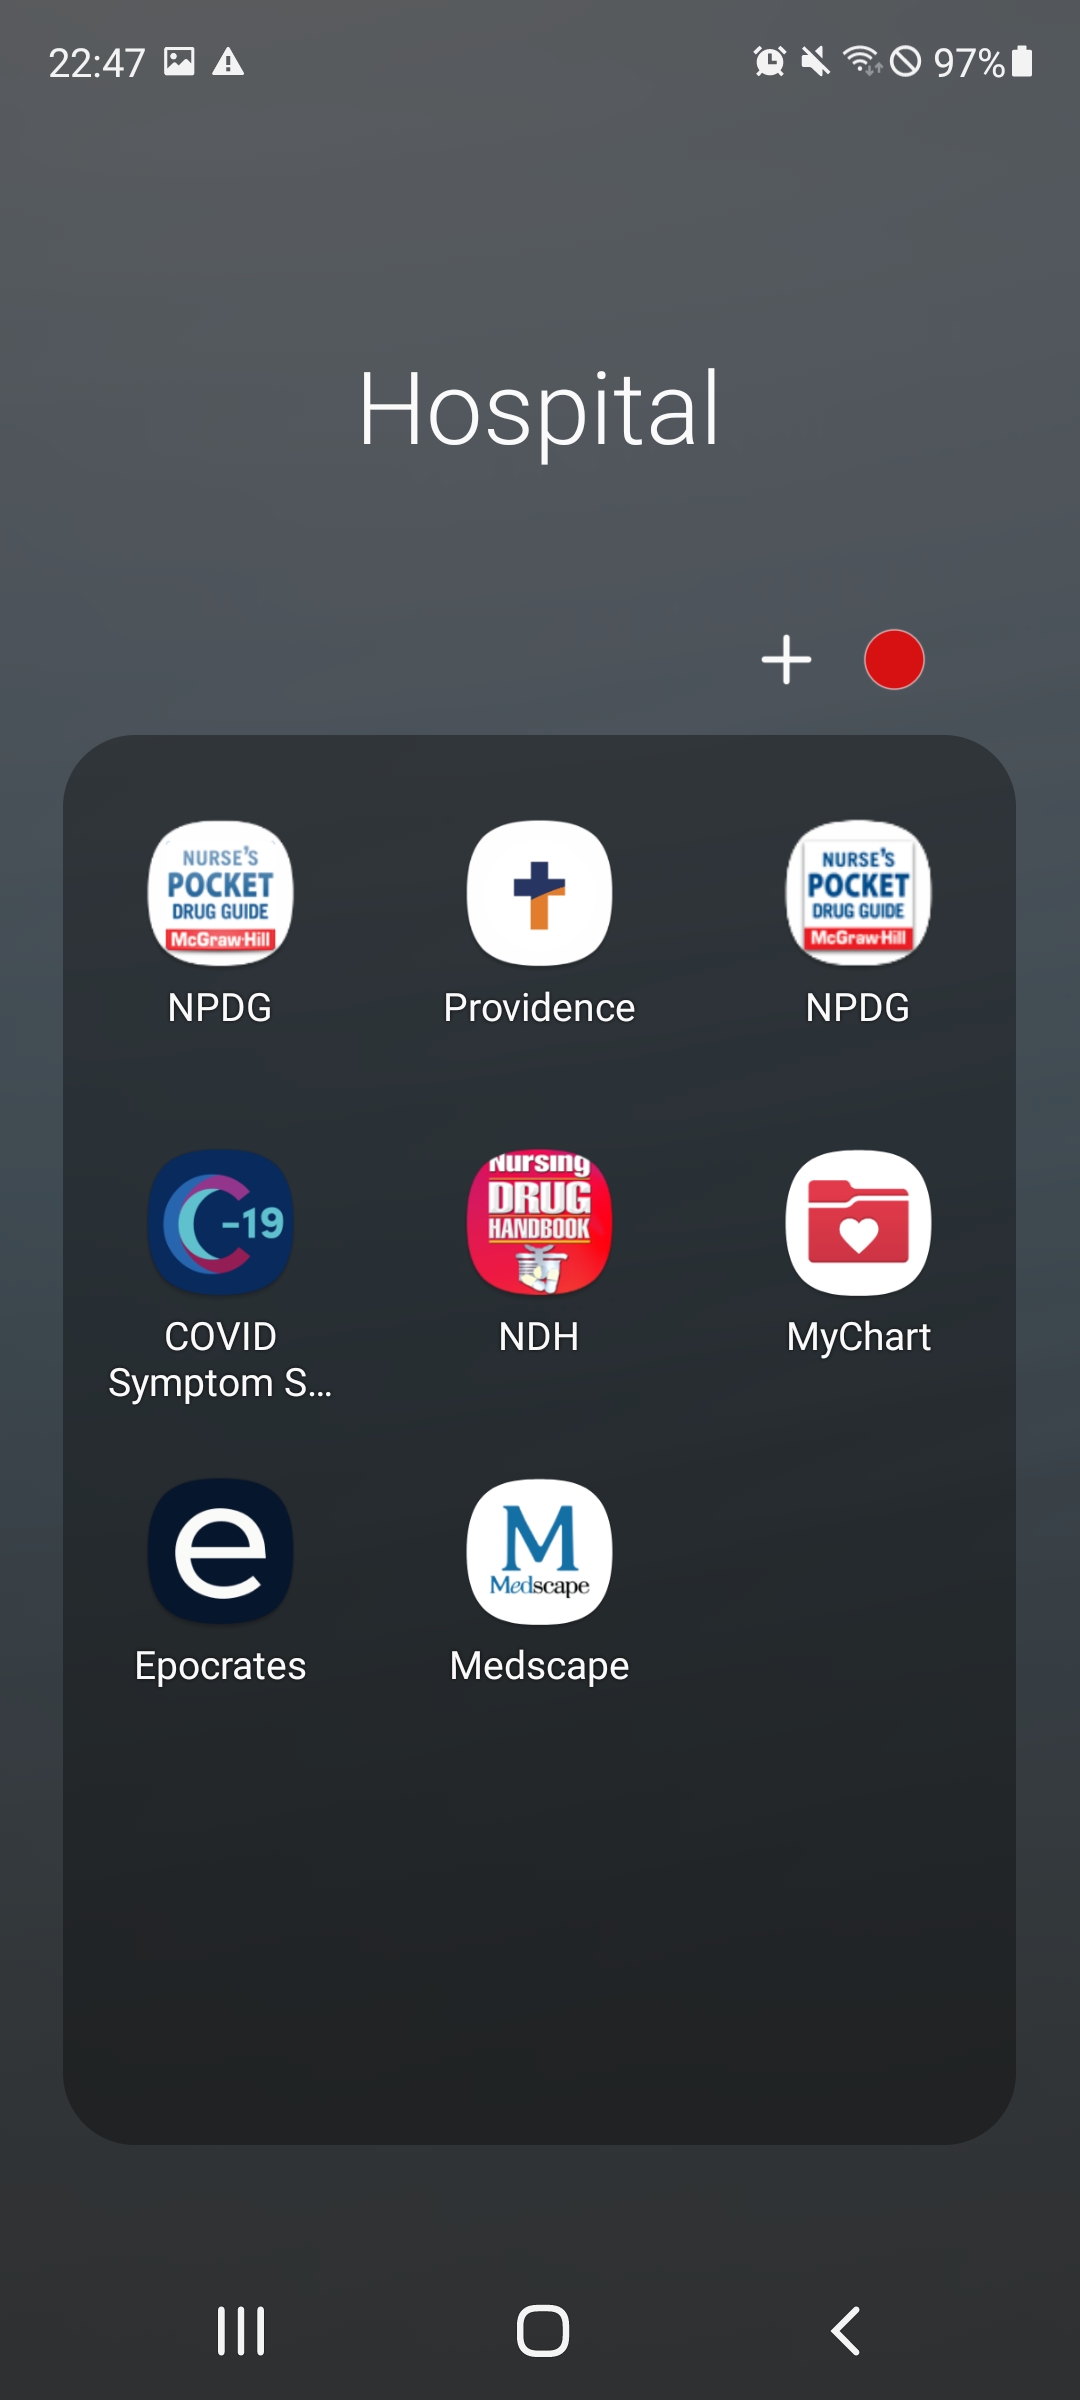 22:47 97%
Hospital
NURSE'S
POCKET
DRUG GUIDE
McGraw-Hill
NPDG
Providence
NURSE'S
POCKET
DRUG GUIDE
McGraw-Hill
NPDG
C-19
COVID
Symptom S...
Nursing
DRUG
HANDBOOK
NDH
MyChart
e
Epocrates
M
Medscape
Medscape